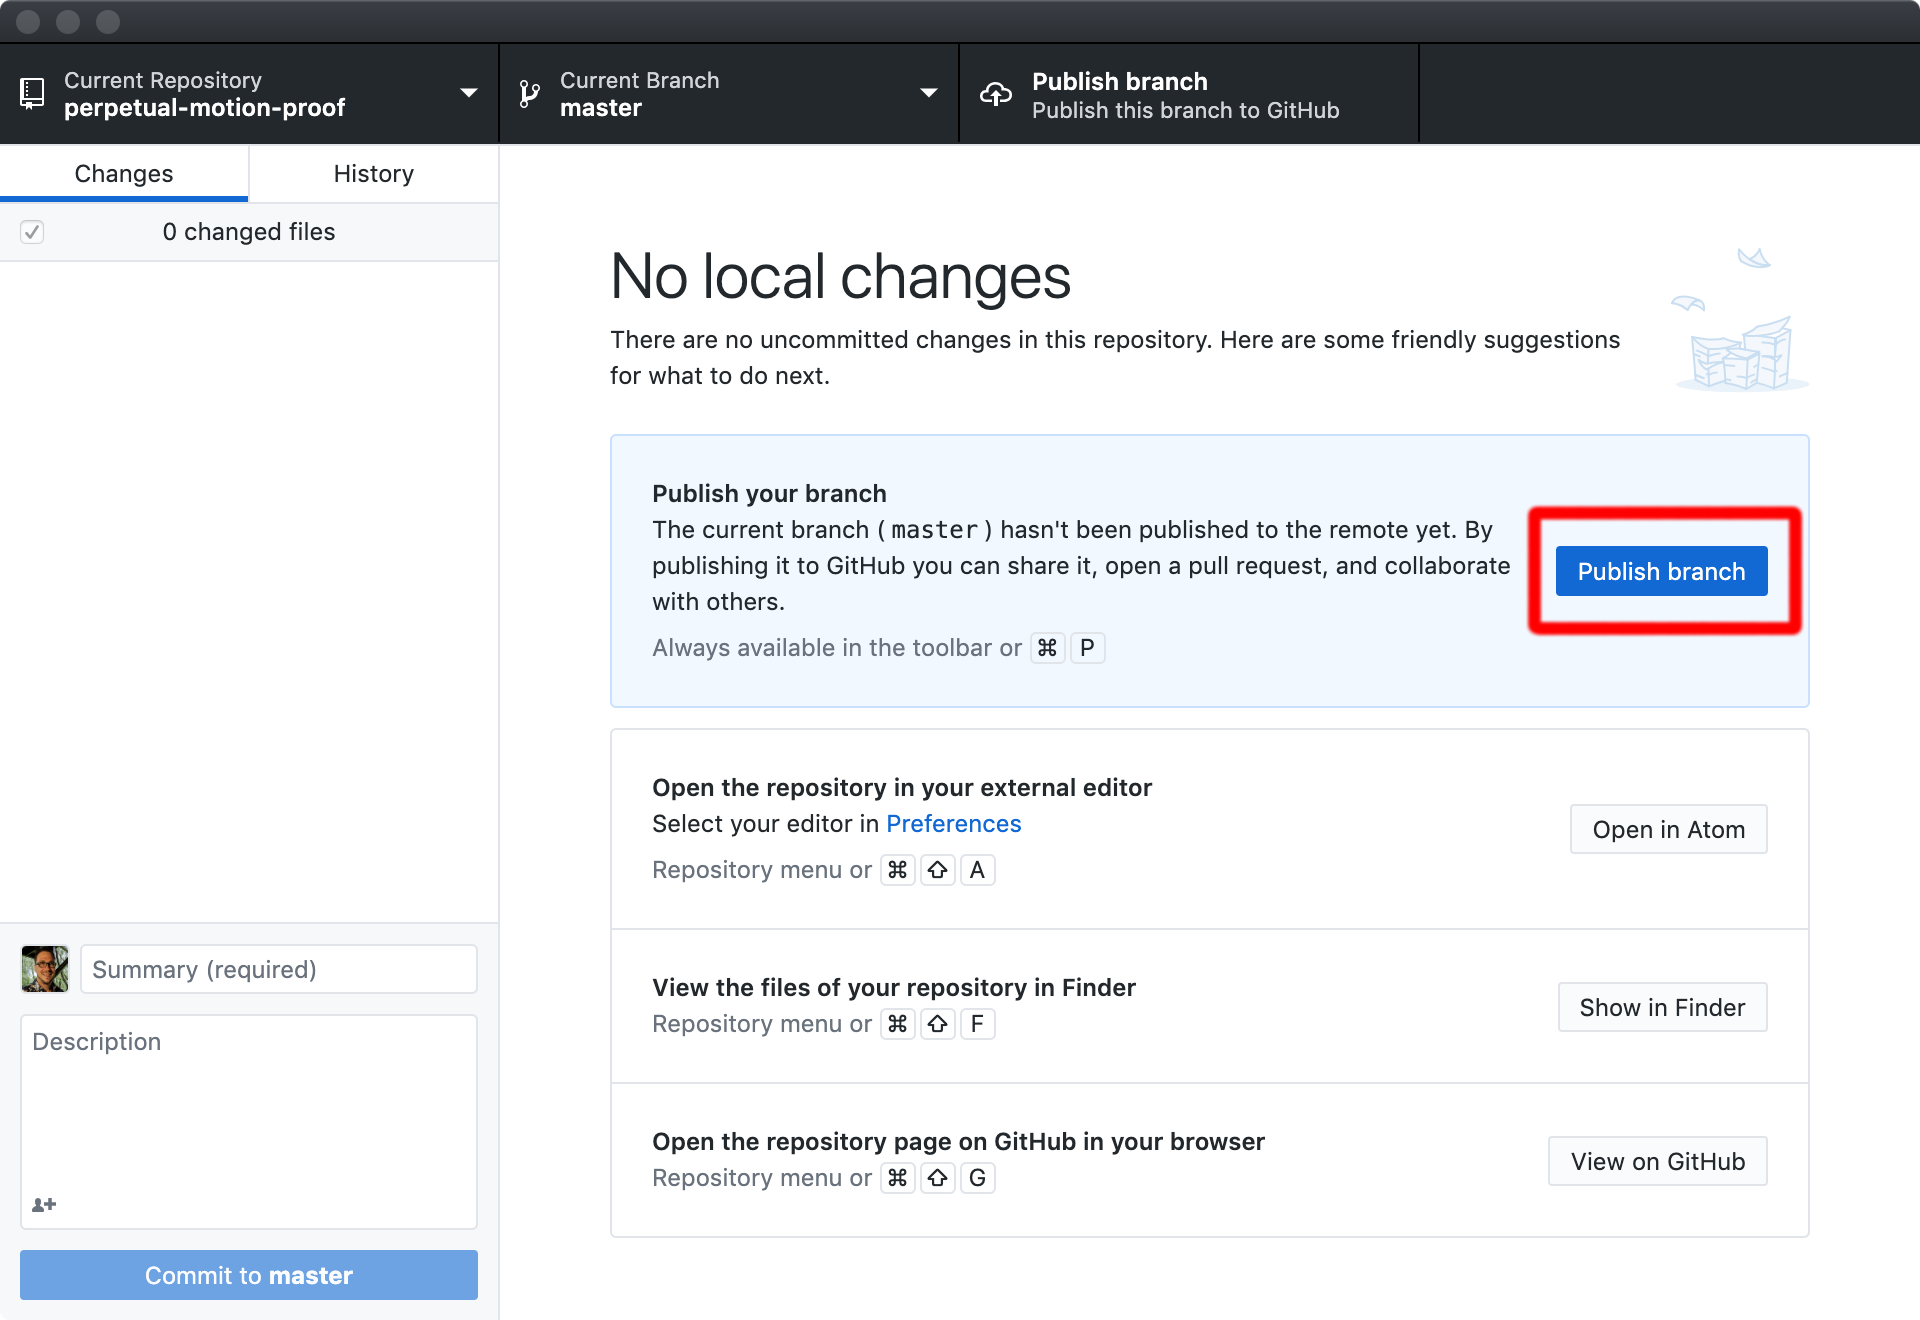 Current Repository
perpetual-motion-proof
Current Branch
master
Publish branch
Publish this branch to GitHub
Changes
History
0 changed files
No local changes
There are no uncommitted changes in this repository. Here are some friendly suggestions
for what to do next.
Publish your branch
The current branch (master) hasn't been published to the remote yet. By
publishing it to GitHub you can share it, open a pull request, and collaborate
with others.
Always available in the toolbar or ⌘ P
Publish branch
Open the repository in your external editor
Select your editor in Preferences
Repository menu or ⌘ ⇧ A
Open in Atom
View the files of your repository in Finder
Repository menu or ⌘ ⇧ F
Show in Finder
Open the repository page on GitHub in your browser
Repository menu or ⌘ ⇧ G
View on GitHub
Summary (required)
Description
Commit to master